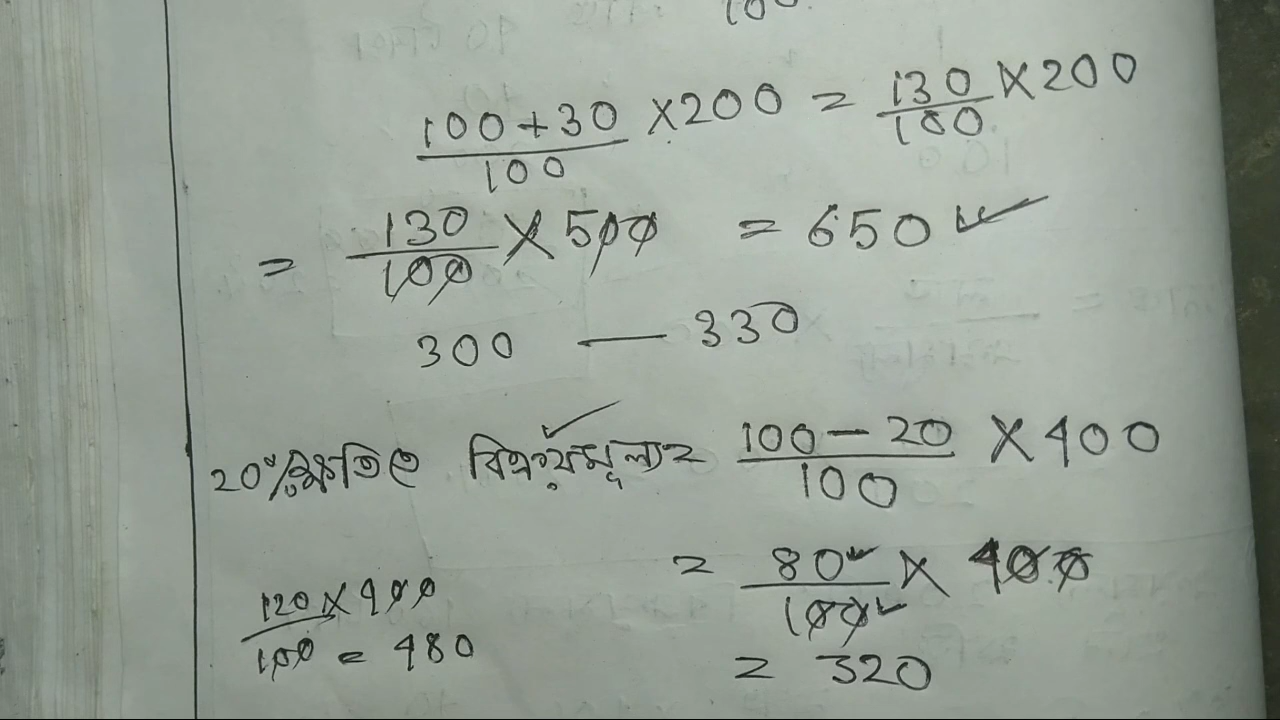 100
100+30/100 ×200 = 130/100 ×200
= 130/100 × 500 = 650 ✓
300 — 330
20% ক্ষতিতে বিক্রয়মূল্য = 100-20/100 × 400
= 80/100 × 400
120×400/100 = 480
= 320